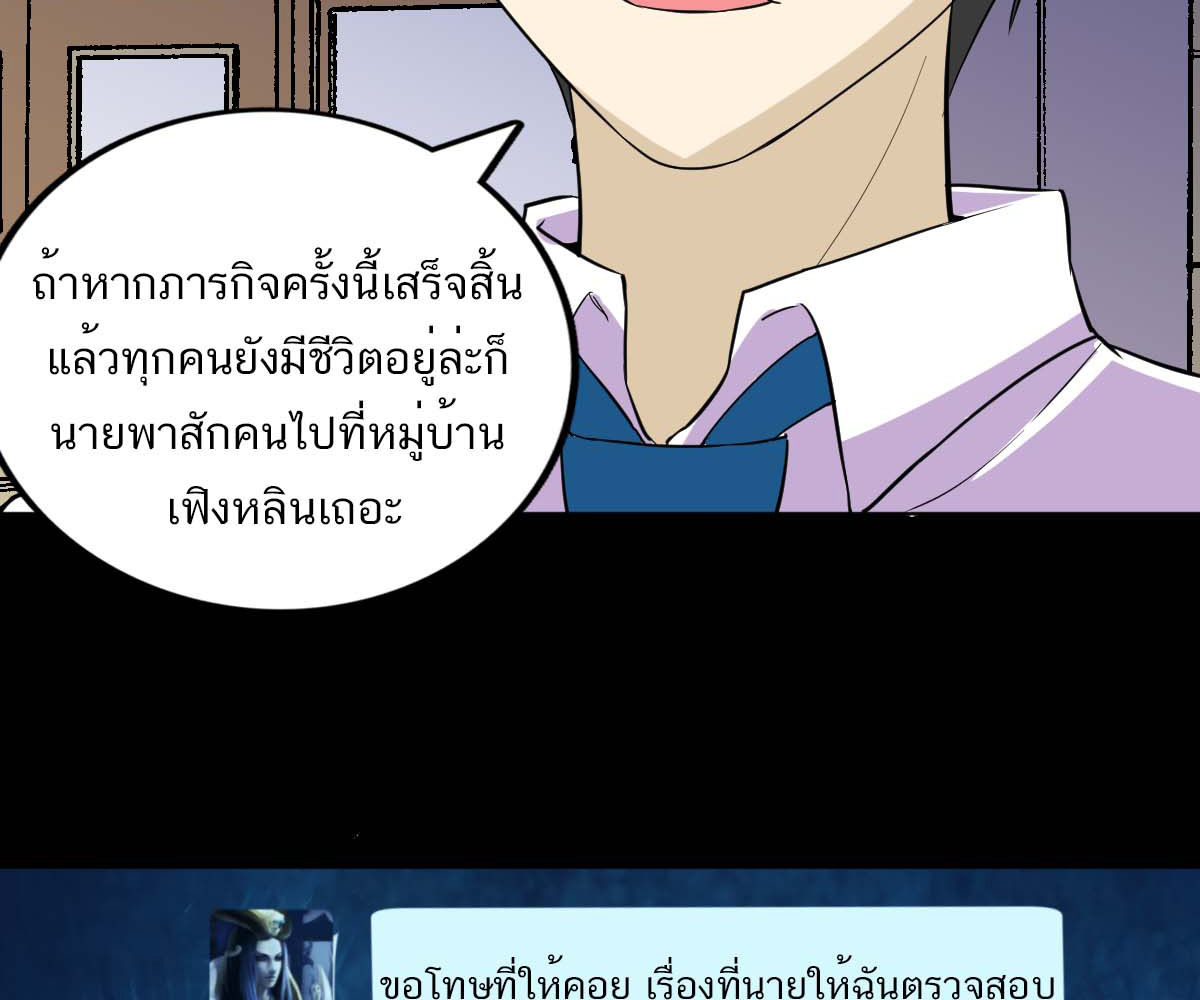 ถ้าหากภารกิจครั้งนี้เสร็จสิ้น
แล้วทุกคนยังมีชีวิตอยู่ล่ะก็
นายพาสักคนไปที่หมู่บ้าน
เฟิงหลินเถอะ
ขอโทษที่ให้คอย เรื่องที่นายให้ฉันตรวจสอบ